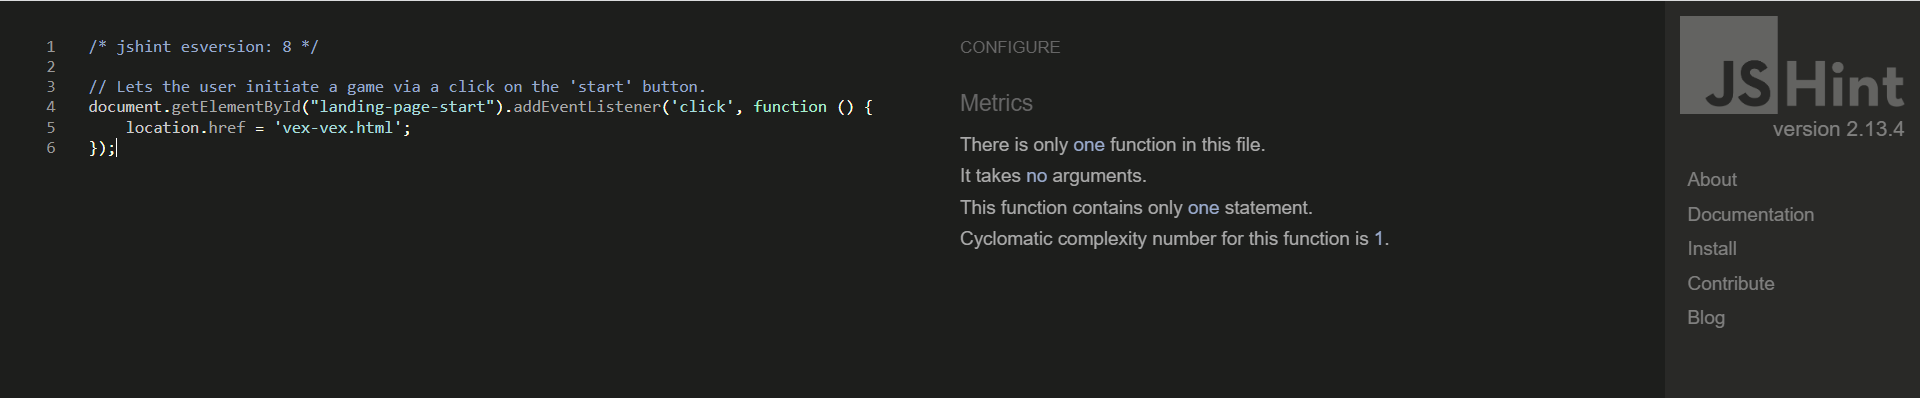 1 /* jshint esversion: 8 */
2
3 // Lets the user initiate a game via a click on the 'start' button.
4 document.getElementById("landing-page-start").addEventListener('click', function () {
5 location.href = 'vex-vex.html';
6 });
CONFIGURE
Metrics
There is only one function in this file.
It takes no arguments.
This function contains only one statement.
Cyclomatic complexity number for this function is 1.
JSHint
version 2.13.4
About
Documentation
Install
Contribute
Blog